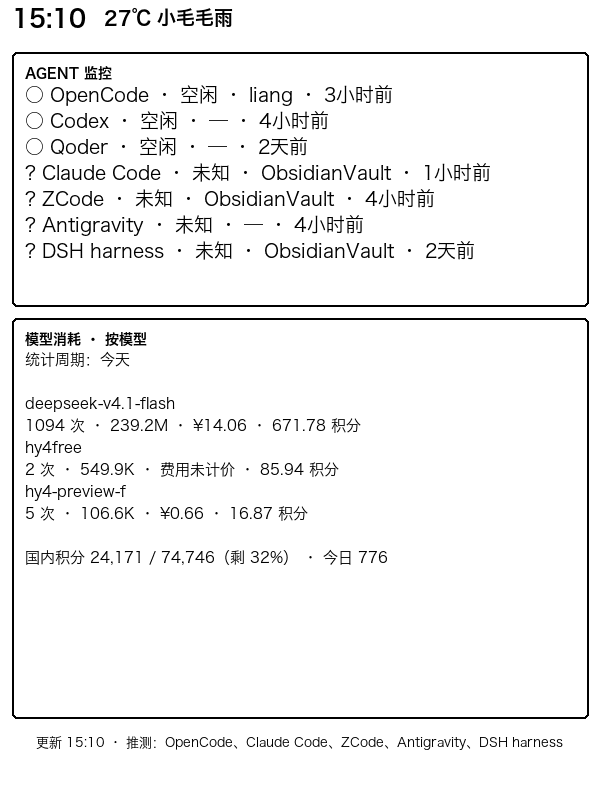 15:10 27℃ 小毛毛雨
AGENT 监控
○ OpenCode · 空闲 · liang · 3小时前
○ Codex · 空闲 · — · 4小时前
○ Qoder · 空闲 · — · 2天前
? Claude Code · 未知 · ObsidianVault · 1小时前
? ZCode · 未知 · ObsidianVault · 4小时前
? Antigravity · 未知 · — · 4小时前
? DSH harness · 未知 · ObsidianVault · 2天前
模型消耗 · 按模型
统计周期：今天
deepseek-v4.1-flash
1094 次 · 239.2M · ¥14.06 · 671.78 积分
hy4free
2 次 · 549.9K · 费用未计价 · 85.94 积分
hy4-preview-f
5 次 · 106.6K · ¥0.66 · 16.87 积分
国内积分 24,171 / 74,746（剩 32%） · 今日 776
更新 15:10 · 推测：OpenCode、Claude Code、ZCode、Antigravity、DSH harness